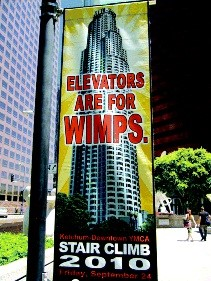 ELEVATORS
ARE FOR
WIMPS.
Ketchum-Downtown YMCA
STAIR CLIMB
2010
Friday, September 24